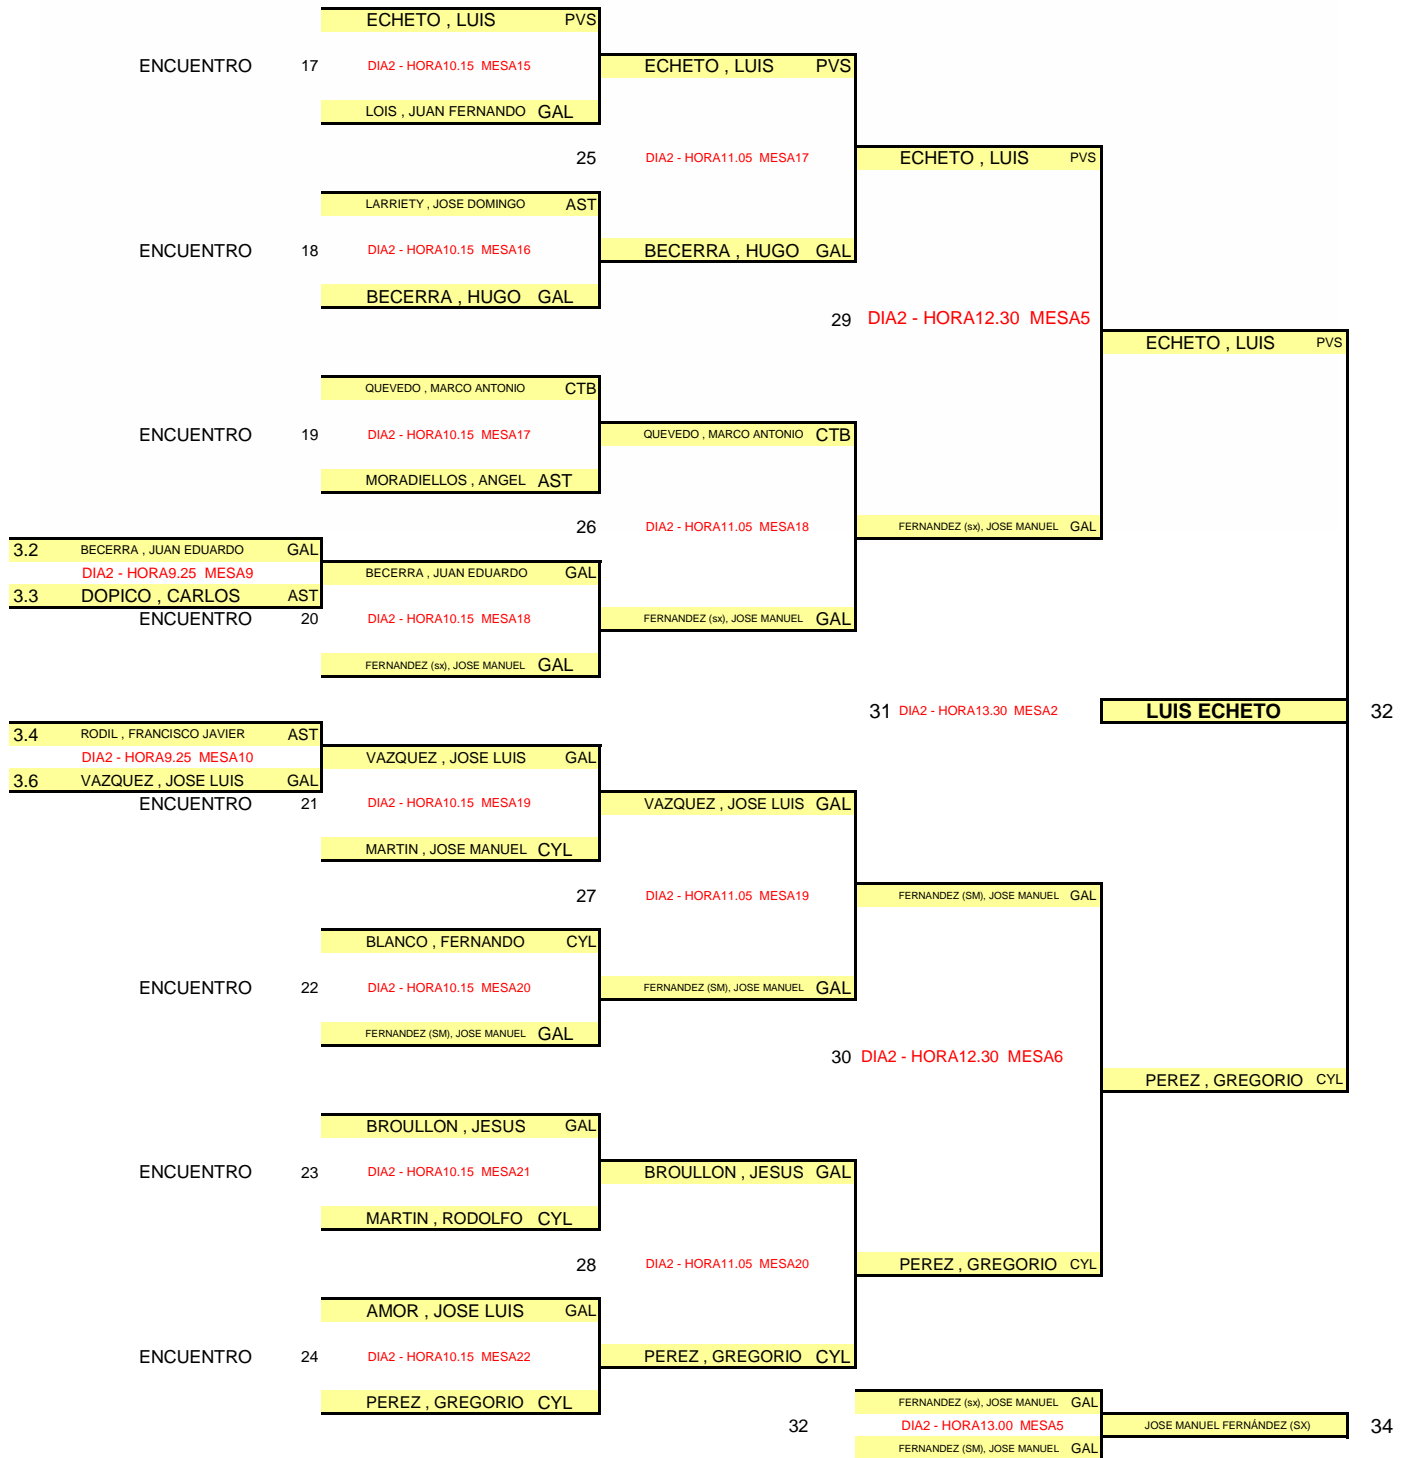 ECHETO , LUIS PVS
ENCUENTRO 17 DIA2 - HORA10.15 MESA15 ECHETO , LUIS PVS
LOIS , JUAN FERNANDO GAL
25 DIA2 - HORA11.05 MESA17 ECHETO , LUIS PVS
LARRIETY , JOSE DOMINGO AST
ENCUENTRO 18 DIA2 - HORA10.15 MESA16 BECERRA , HUGO GAL
BECERRA , HUGO GAL
29 DIA2 - HORA12.30 MESA5
ECHETO , LUIS PVS
QUEVEDO , MARCO ANTONIO CTB
ENCUENTRO 19 DIA2 - HORA10.15 MESA17 QUEVEDO , MARCO ANTONIO CTB
MORADIELLOS , ANGEL AST
26 DIA2 - HORA11.05 MESA18 FERNANDEZ (sx), JOSE MANUEL GAL
3.2 BECERRA , JUAN EDUARDO GAL
DIA2 - HORA9.25 MESA9 BECERRA , JUAN EDUARDO GAL
3.3 DOPICO , CARLOS AST
ENCUENTRO 20 DIA2 - HORA10.15 MESA18 FERNANDEZ (sx), JOSE MANUEL GAL
FERNANDEZ (sx), JOSE MANUEL GAL
31 DIA2 - HORA13.30 MESA2 LUIS ECHETO 32
3.4 RODIL , FRANCISCO JAVIER AST
DIA2 - HORA9.25 MESA10 VAZQUEZ , JOSE LUIS GAL
3.6 VAZQUEZ , JOSE LUIS GAL
ENCUENTRO 21 DIA2 - HORA10.15 MESA19 VAZQUEZ , JOSE LUIS GAL
MARTIN , JOSE MANUEL CYL
27 DIA2 - HORA11.05 MESA19 FERNANDEZ (SM), JOSE MANUEL GAL
BLANCO , FERNANDO CYL
ENCUENTRO 22 DIA2 - HORA10.15 MESA20 FERNANDEZ (SM), JOSE MANUEL GAL
FERNANDEZ (SM), JOSE MANUEL GAL
30 DIA2 - HORA12.30 MESA6
PEREZ , GREGORIO CYL
BROULLON , JESUS GAL
ENCUENTRO 23 DIA2 - HORA10.15 MESA21 BROULLON , JESUS GAL
MARTIN , RODOLFO CYL
28 DIA2 - HORA11.05 MESA20 PEREZ , GREGORIO CYL
AMOR , JOSE LUIS GAL
ENCUENTRO 24 DIA2 - HORA10.15 MESA22 PEREZ , GREGORIO CYL
PEREZ , GREGORIO CYL FERNANDEZ (sx), JOSE MANUEL GAL
32 DIA2 - HORA13.00 MESA5 JOSE MANUEL FERNÁNDEZ (SX) 34
FERNANDEZ (SM), JOSE MANUEL GAL